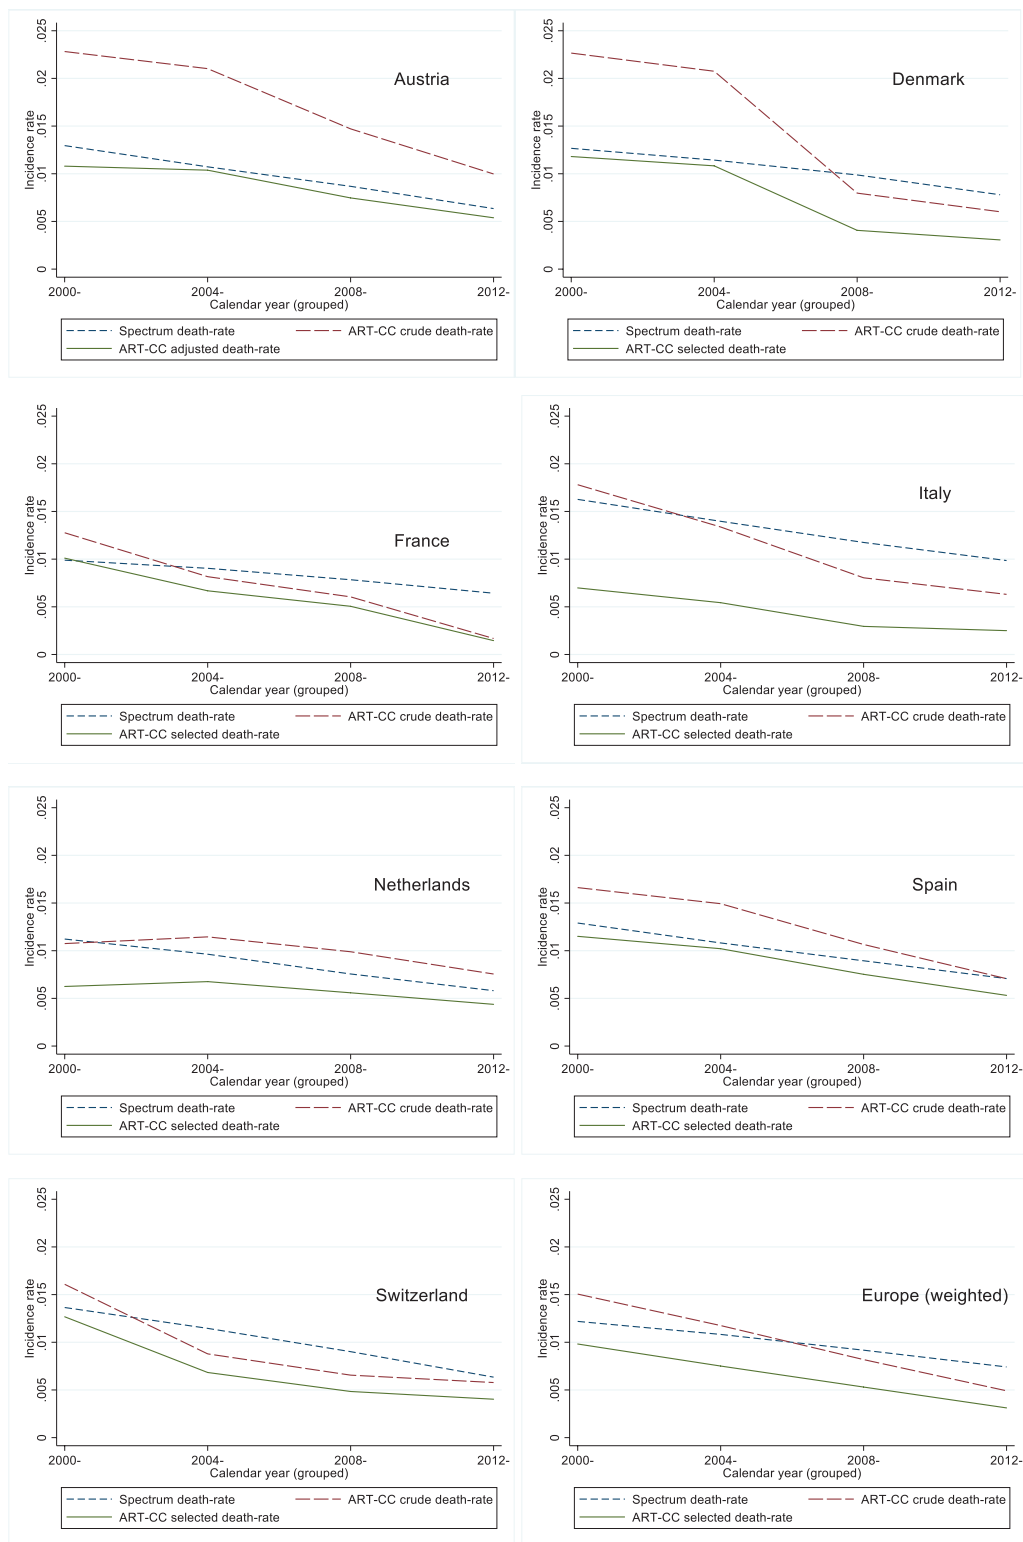 .025
.02
.015
.01
.005
0
Incidence rate
Austria
2000-
2004-
2008-
2012-
Calendar year (grouped)
Spectrum death-rate
ART-CC crude death-rate
ART-CC adjusted death-rate
.025
.02
.015
.01
.005
0
Incidence rate
Denmark
2000-
2004-
2008-
2012-
Calendar year (grouped)
Spectrum death-rate
ART-CC crude death-rate
ART-CC selected death-rate
.025
.02
.015
.01
.005
0
Incidence rate
France
2000-
2004-
2008-
2012-
Calendar year (grouped)
Spectrum death-rate
ART-CC crude death-rate
ART-CC selected death-rate
.025
.02
.015
.01
.005
0
Incidence rate
Italy
2000-
2004-
2008-
2012-
Calendar year (grouped)
Spectrum death-rate
ART-CC crude death-rate
ART-CC selected death-rate
.025
.02
.015
.01
.005
0
Incidence rate
Netherlands
2000-
2004-
2008-
2012-
Calendar year (grouped)
Spectrum death-rate
ART-CC crude death-rate
ART-CC selected death-rate
.025
.02
.015
.01
.005
0
Incidence rate
Spain
2000-
2004-
2008-
2012-
Calendar year (grouped)
Spectrum death-rate
ART-CC crude death-rate
ART-CC selected death-rate
.025
.02
.015
.01
.005
0
Incidence rate
Switzerland
2000-
2004-
2008-
2012-
Calendar year (grouped)
Spectrum death-rate
ART-CC crude death-rate
ART-CC selected death-rate
.025
.02
.015
.01
.005
0
Incidence rate
Europe (weighted)
2000-
2004-
2008-
2012-
Calendar year (grouped)
Spectrum death-rate
ART-CC crude death-rate
ART-CC selected death-rate